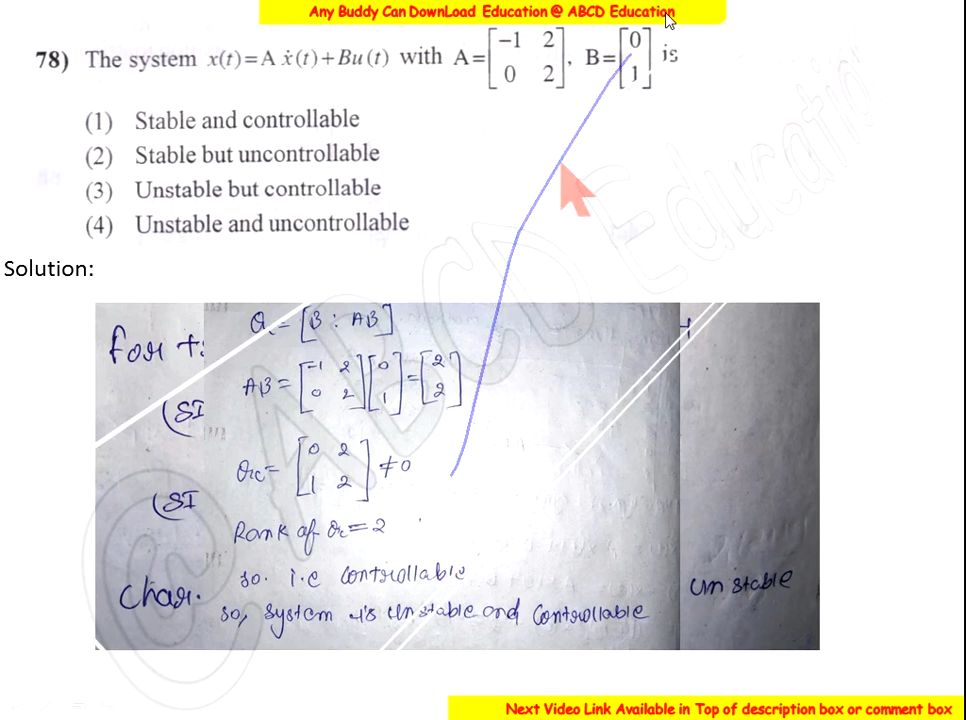 Any Buddy Can DownLoad Education @ ABCD Education
78) The system x(t)=A ẋ(t)+Bu(t) with A=[−1 2; 0 2], B=[0; 1] is
(1) Stable and controllable
(2) Stable but uncontrollable
(3) Unstable but controllable
(4) Unstable and uncontrollable
Solution:
= [B : AB]
For
AB = [-1 2; 0 2] [0; 1] = [2; 2]
(SI
Qc = [0 2; 1 2] ≠ 0
(SI
Rank of Qc = 2
so. i.e controllable
Char.
unstable
so, system is unstable and controllable
© ABCD Education
Next Video Link Available in Top of description box or comment box